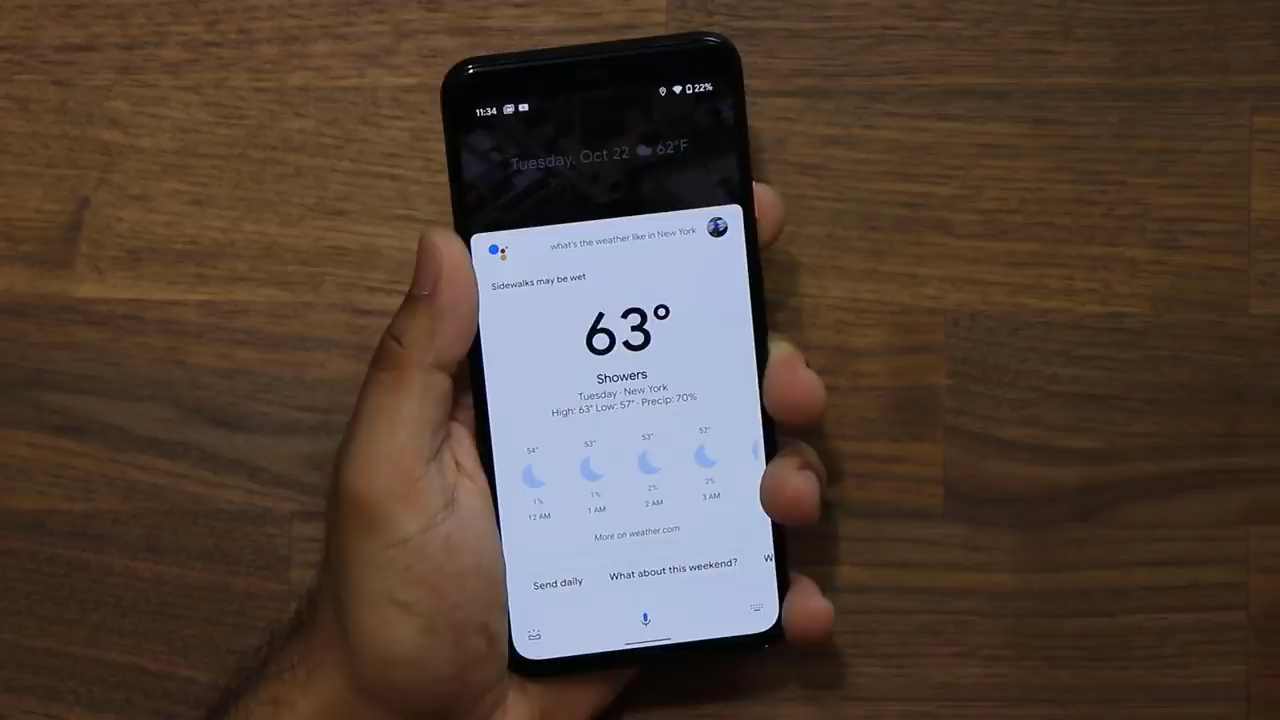 11:34 22%
Tuesday, Oct 22 62°F
what's the weather like in New York
Sidewalks may be wet
63°
Showers
Tuesday · New York
High: 63° Low: 57° · Precip: 70%
54° 53° 53° 52°
1% 1% 2% 2%
12 AM 1 AM 2 AM 3 AM
More on weather.com
Send daily What about this weekend? W